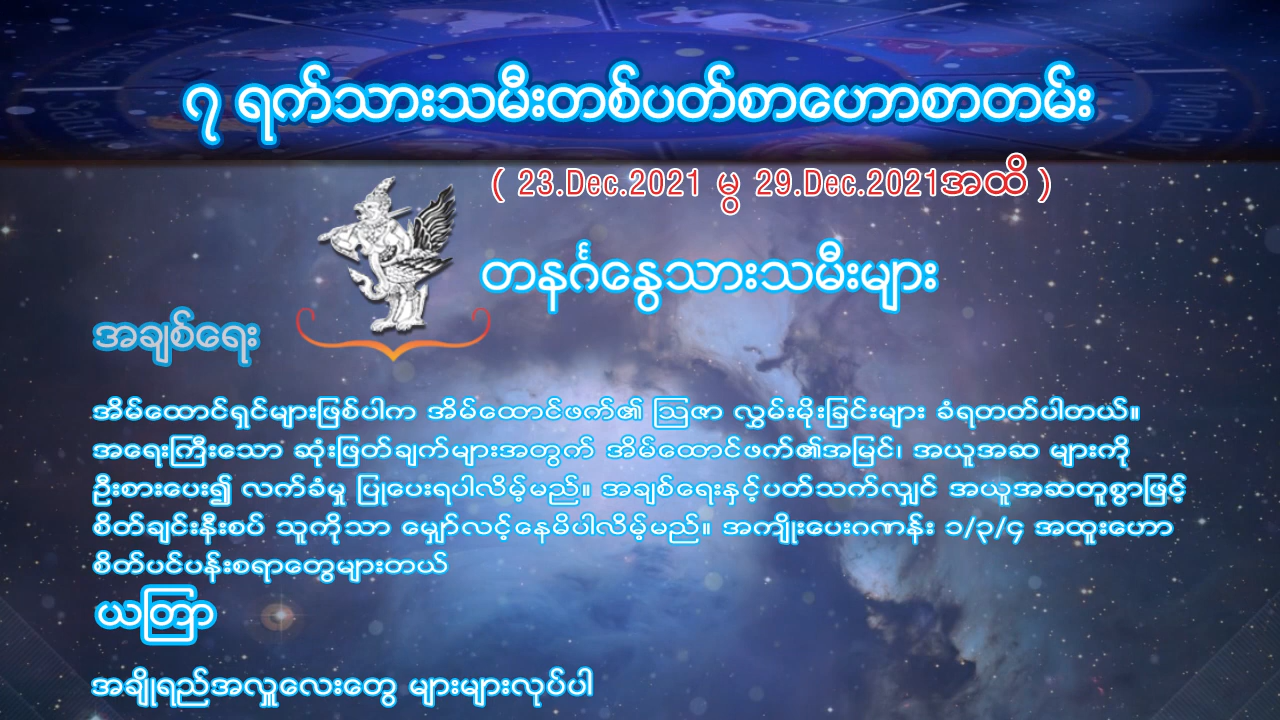 ၇ ရက်သားသမီးတစ်ပတ်စာဟောစာတမ်း
( 23.Dec.2021 မွ 29.Dec.2021အထိ )
တနင်္ဂနွေသားသမီးများ
အချစ်ရေး
အိမ်ထောင်ရှင်များဖြစ်ပါက အိမ်ထောင်ဖက်၏ ဩဇာ လွှမ်းမိုးခြင်းများ ခံရတတ်ပါတယ်။
အရေးကြီးသော ဆုံးဖြတ်ချက်များအတွက် အိမ်ထောင်ဖက်၏အမြင်၊ အယူအဆ များကို
ဦးစားပေး၍ လက်ခံမှု ပြုပေးရပါလိမ့်မည်။ အချစ်ရေးနှင့်ပတ်သက်လျှင် အယူအဆတူစွာဖြင့်
စိတ်ချင်းနီးစပ် သူကိုသာ မျှော်လင့်နေမိပါလိမ့်မည်။ အကျိုးပေးဂဏန်း ၁/၃/၄ အထူးဟော
စိတ်ပင်ပန်းစရာတွေများတယ်
ယတြာ
အချိုရည်အလှူလေးတွေ များများလုပ်ပါ